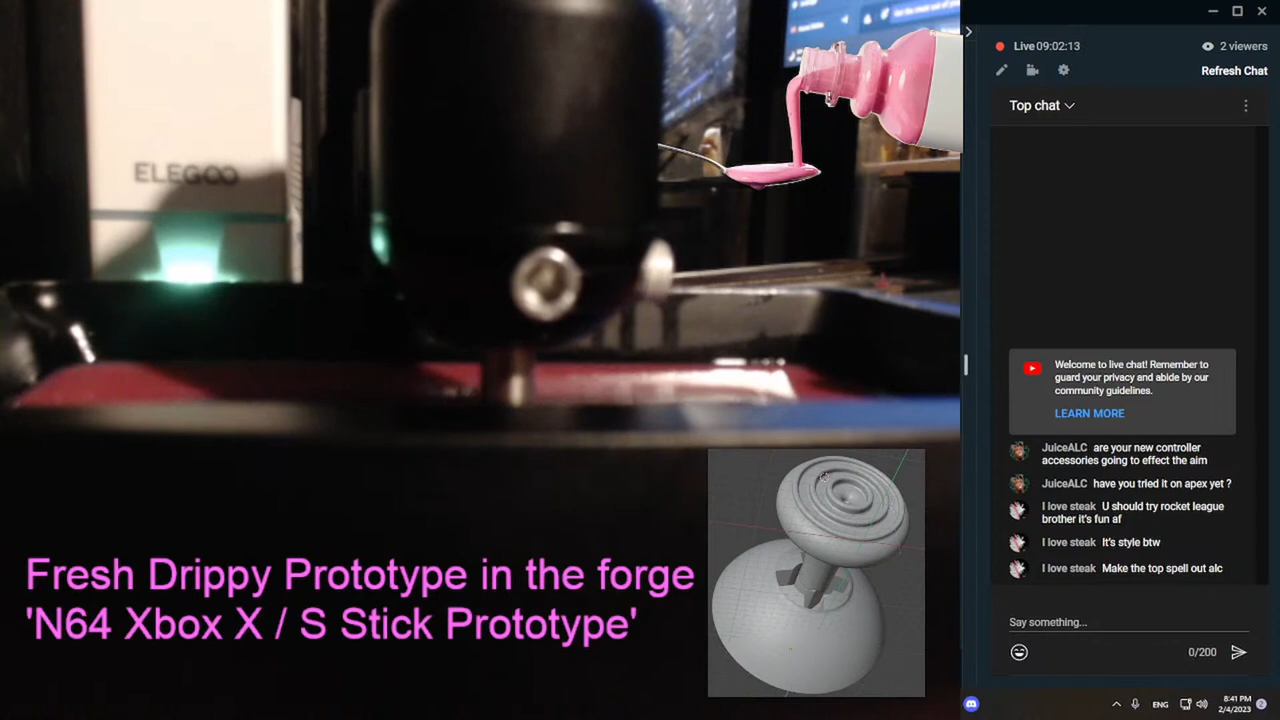 ELEGOO
Fresh Drippy Prototype in the forge
'N64 Xbox X / S Stick Prototype'
Live 09:02:13
2 viewers
Refresh Chat
Top chat
Welcome to live chat! Remember to
guard your privacy and abide by our
community guidelines.
LEARN MORE
JuiceALC are your new controller
accessories going to effect the aim
JuiceALC have you tried it on apex yet ?
I love steak U should try rocket league
brother it's fun af
I love steak It's style btw
I love steak Make the top spell out alc
Say something...
0/200
ENG
8:41 PM
2/4/2023
2